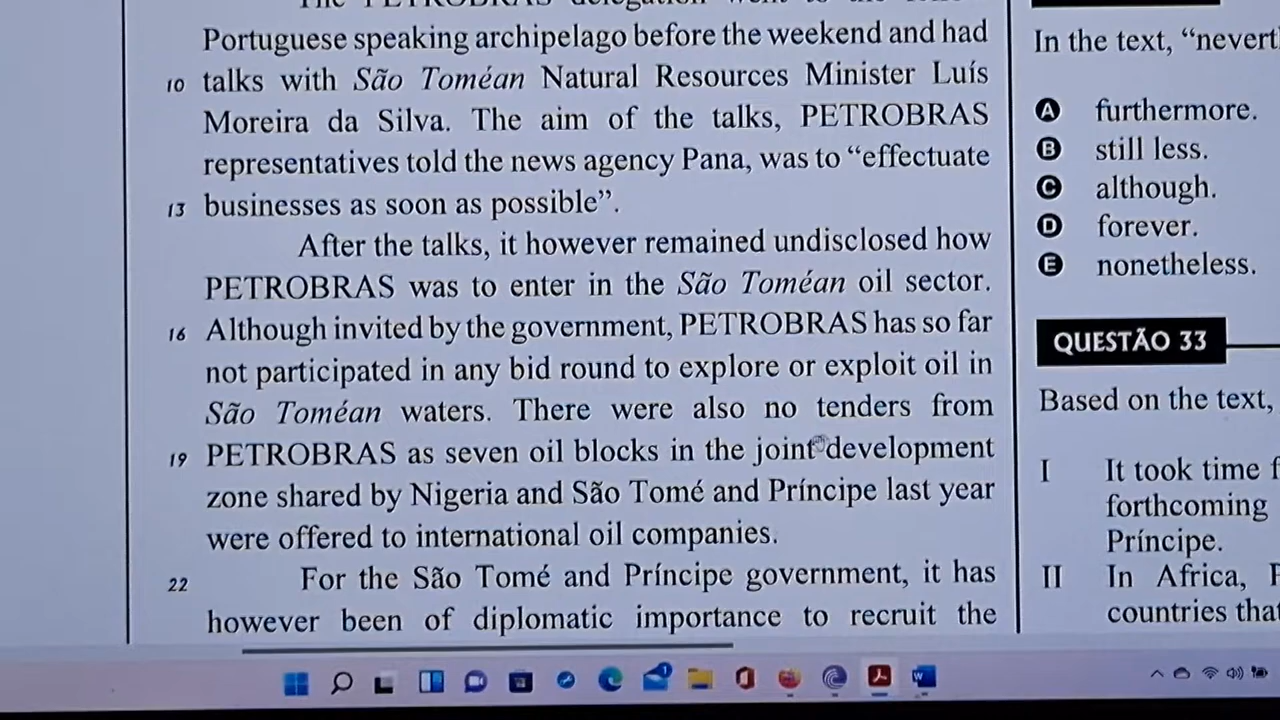 The PETROBRAS delegation went to the
Portuguese speaking archipelago before the weekend and had
10 talks with São Toméan Natural Resources Minister Luís
Moreira da Silva. The aim of the talks, PETROBRAS
representatives told the news agency Pana, was to “effectuate
13 businesses as soon as possible”.
After the talks, it however remained undisclosed how
PETROBRAS was to enter in the São Toméan oil sector.
16 Although invited by the government, PETROBRAS has so far
not participated in any bid round to explore or exploit oil in
São Toméan waters. There were also no tenders from
19 PETROBRAS as seven oil blocks in the joint development
zone shared by Nigeria and São Tomé and Príncipe last year
were offered to international oil companies.
22 For the São Tomé and Príncipe government, it has
however been of diplomatic importance to recruit the
In the text, “nevert
A furthermore.
B still less.
C although.
D forever.
E nonetheless.
QUESTÃO 33
Based on the text,
I It took time f
forthcoming
Príncipe.
II In Africa, P
countries tha